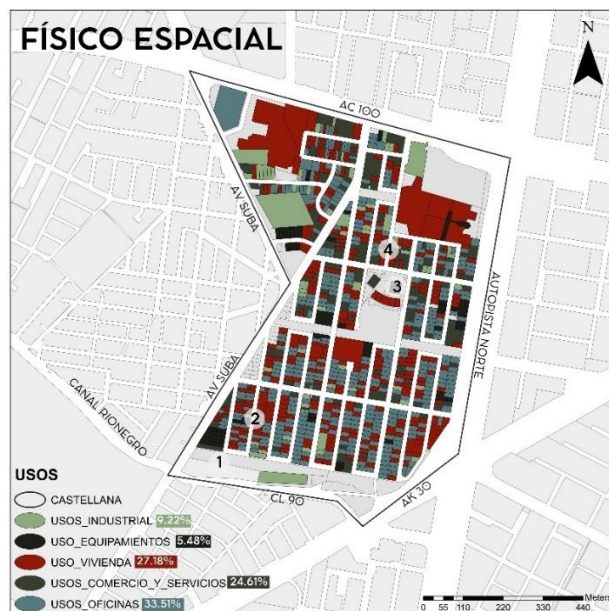 FÍSICO ESPACIAL
N
AC 100
AV SUBA
4
3
AUTOPISTA NORTE
AV SUBA
CANAL RIONEGRO
2
1
CL 90
AK 30
USOS
CASTELLANA
USOS_INDUSTRIAL 9.22%
USO_EQUIPAMIENTOS 5.48%
USO_VIVIENDA 27.18%
USOS_COMERCIO_Y_SERVICIOS 24.61%
USOS_OFICINAS 33.51%
Meters
0 55 110 220 330 440